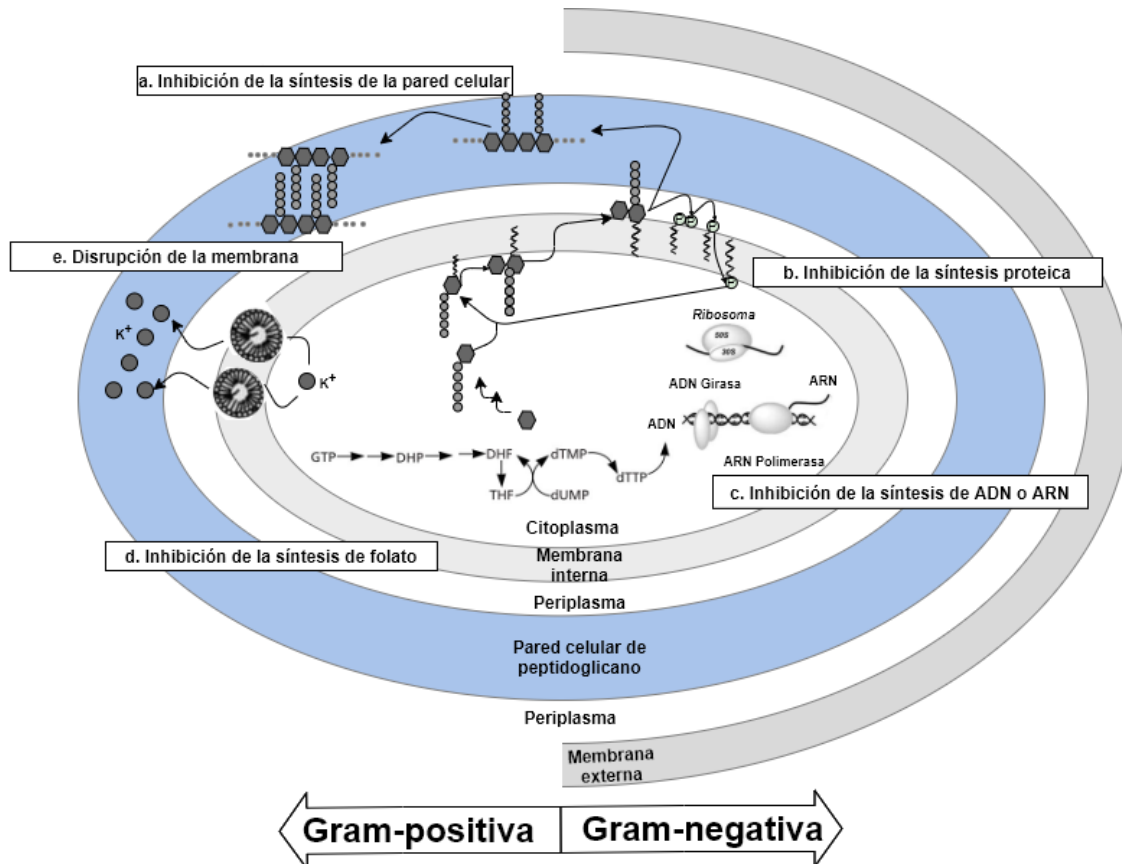 a. Inhibición de la síntesis de la pared celular
e. Disrupción de la membrana
b. Inhibición de la síntesis proteica
K+
K+
Ribosoma
50S
30S
ADN Girasa
ARN
ADN
ARN Polimerasa
GTP
DHP
DHF
dTMP
dTTP
THF
dUMP
c. Inhibición de la síntesis de ADN o ARN
d. Inhibición de la síntesis de folato
Citoplasma
Membrana
interna
Periplasma
Pared celular de
peptidoglicano
Periplasma
Membrana
externa
Gram-positiva
Gram-negativa